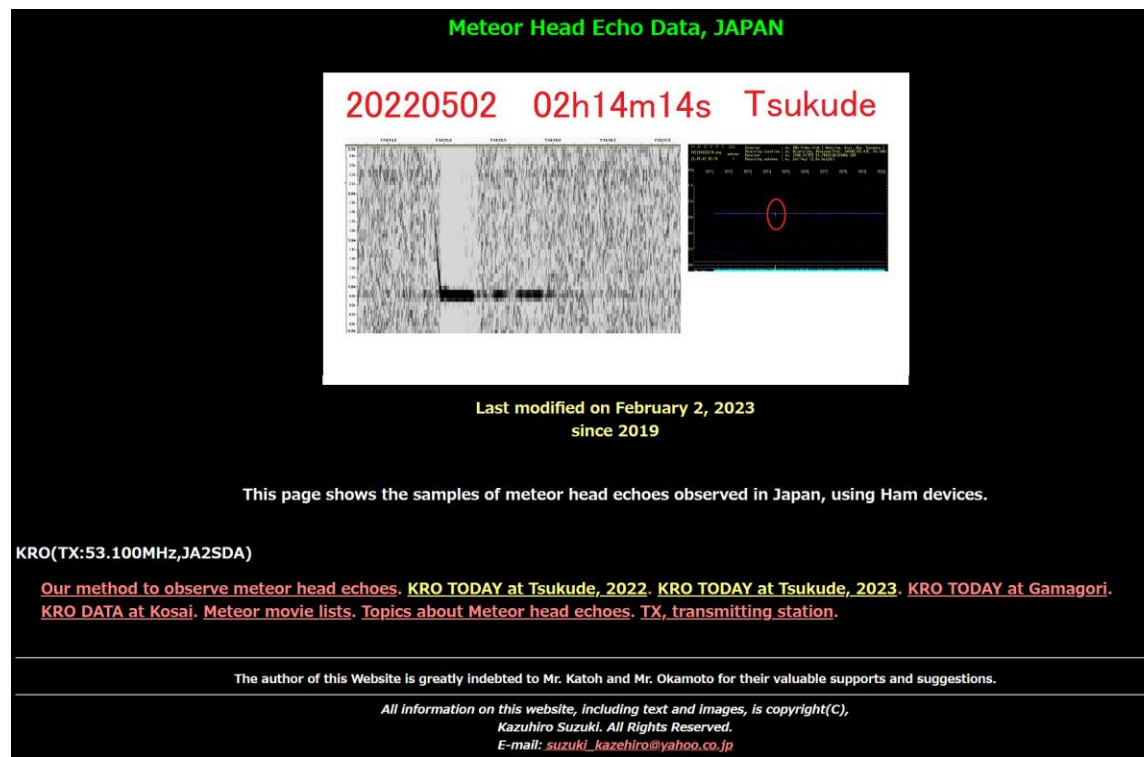 Meteor Head Echo Data, JAPAN
20220502 02h14m14s Tsukude
Last modified on February 2, 2023
since 2019
This page shows the samples of meteor head echoes observed in Japan, using Ham devices.
KRO(TX:53.100MHz,JA2SDA)
Our method to observe meteor head echoes. KRO TODAY at Tsukude, 2022. KRO TODAY at Tsukude, 2023. KRO TODAY at Gamagori.
KRO DATA at Kosai. Meteor movie lists. Topics about Meteor head echoes. TX, transmitting station.
The author of this Website is greatly indebted to Mr. Katoh and Mr. Okamoto for their valuable supports and suggestions.
All information on this website, including text and images, is copyright(C),
Kazuhiro Suzuki. All Rights Reserved.
E-mail: suzuki_kazehiro@yahoo.co.jp